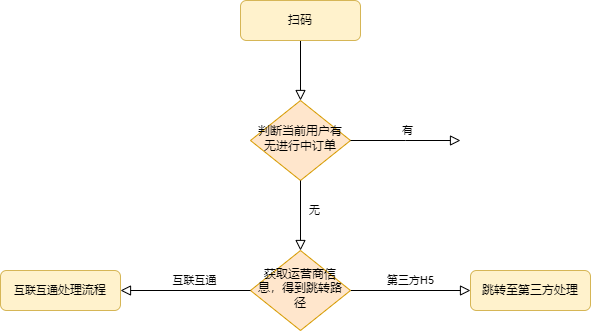 扫码
判断当前用户有
无进行中订单
有
无
获取运营商信
息，得到跳转路
径
互联互通
第三方H5
互联互通处理流程
跳转至第三方处理